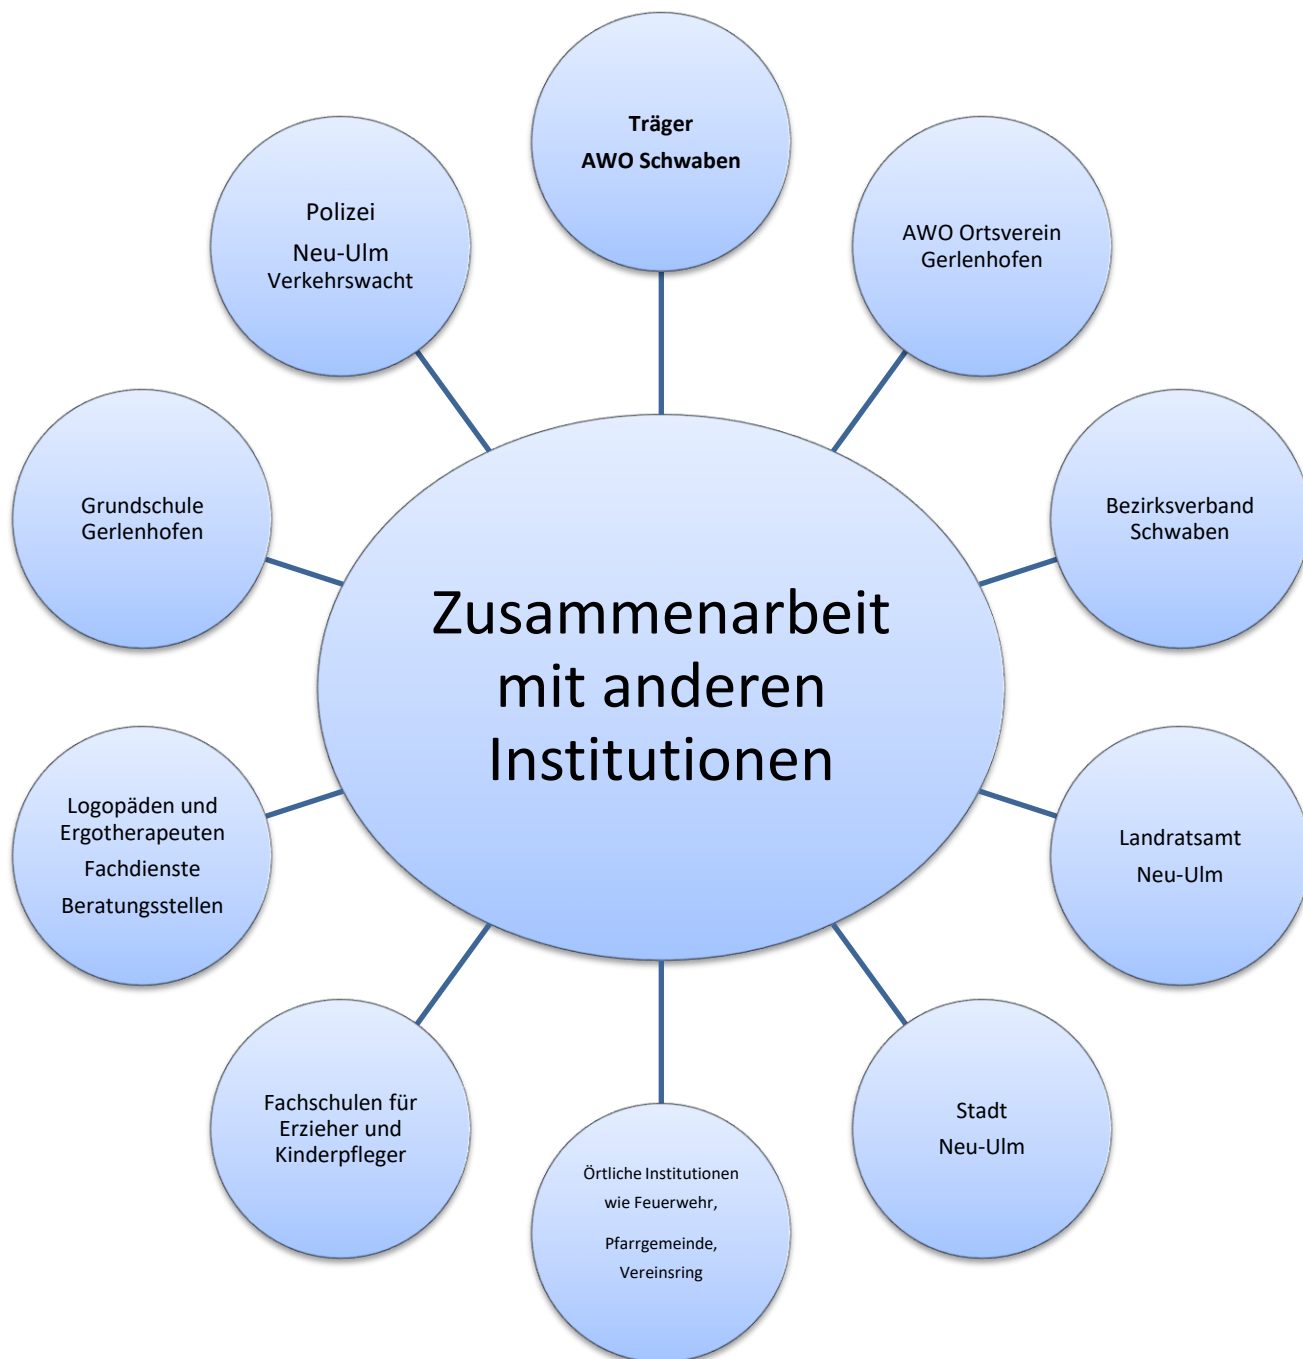 Träger
AWO Schwaben
Polizei
Neu-Ulm
Verkehrswacht
AWO Ortsverein
Gerlenhofen
Grundschule
Gerlenhofen
Bezirksverband
Schwaben
Zusammenarbeit
mit anderen
Institutionen
Logopäden und
Ergotherapeuten
Fachdienste
Beratungsstellen
Landratsamt
Neu-Ulm
Fachschulen für
Erzieher und
Kinderpfleger
Stadt
Neu-Ulm
Örtliche Institutionen
wie Feuerwehr,
Pfarrgemeinde,
Vereinsring